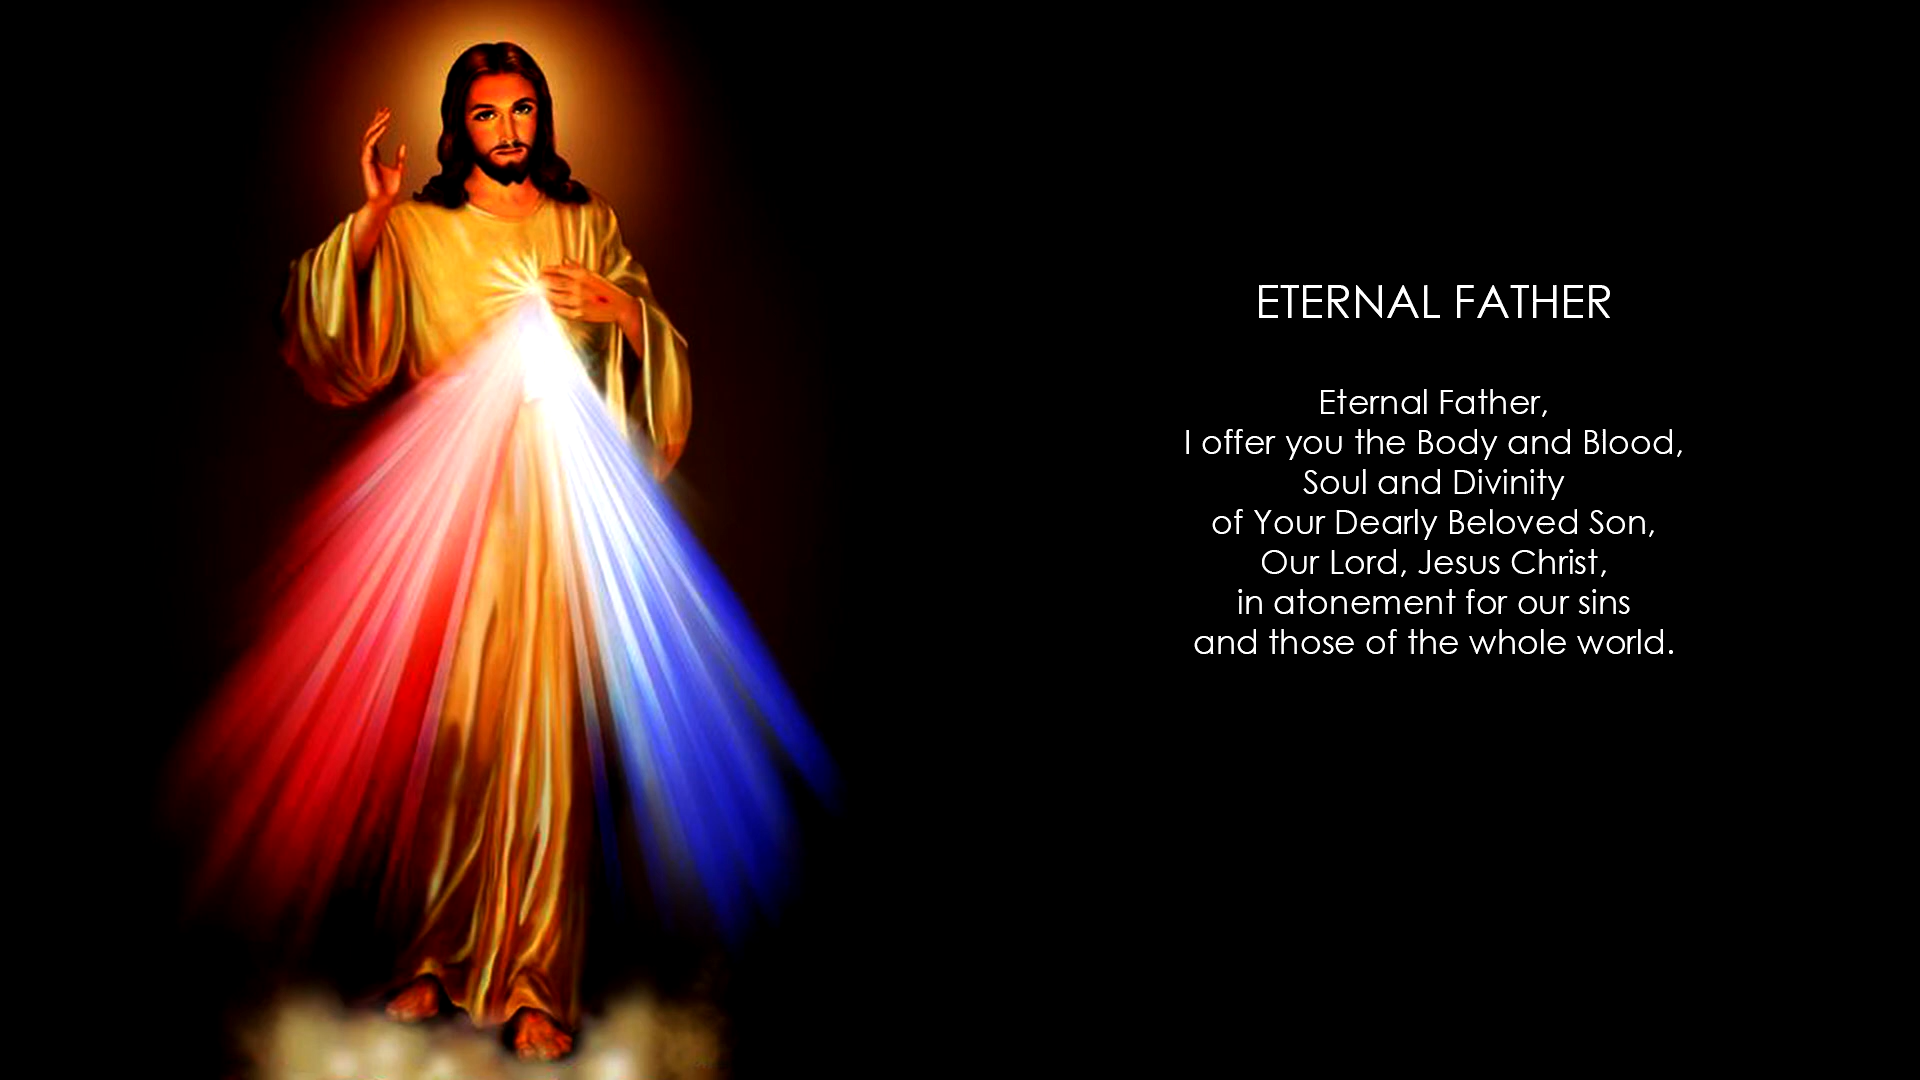 ETERNAL FATHER
Eternal Father,
I offer you the Body and Blood,
Soul and Divinity
of Your Dearly Beloved Son,
Our Lord, Jesus Christ,
in atonement for our sins
and those of the whole world.